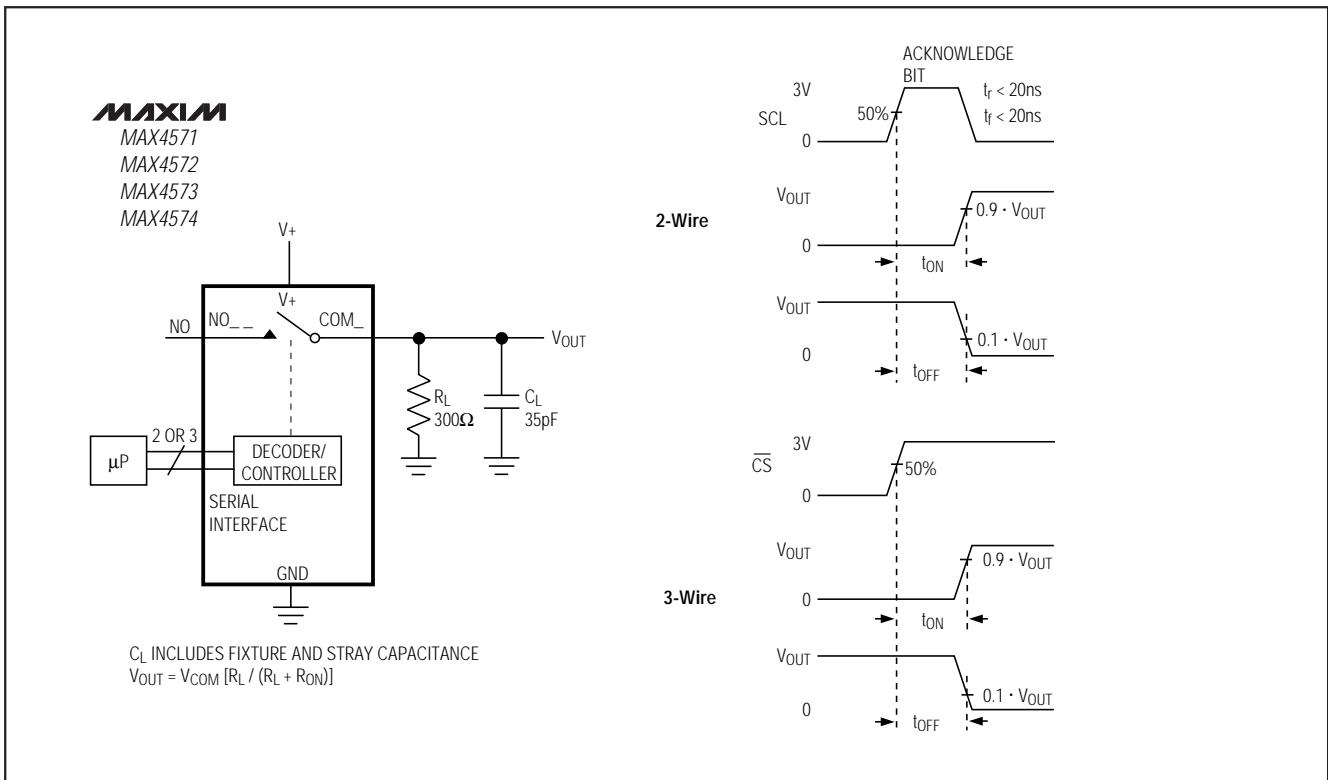 MAXIM
MAX4571
MAX4572
MAX4573
MAX4574
V+
V+
NO
NO_ _
COM_
VOUT
RL
300Ω
CL
35pF
2 OR 3
µP
DECODER/
CONTROLLER
SERIAL
INTERFACE
GND
CL INCLUDES FIXTURE AND STRAY CAPACITANCE
VOUT = VCOM [RL / (RL + RON)]
2-Wire
ACKNOWLEDGE
BIT
3V
SCL
0
50%
tr < 20ns
tf < 20ns
VOUT
0
0.9 · VOUT
tON
VOUT
0
0.1 · VOUT
tOFF
3-Wire
3V
C̅S̅
0
50%
VOUT
0
0.9 · VOUT
tON
VOUT
0
0.1 · VOUT
tOFF